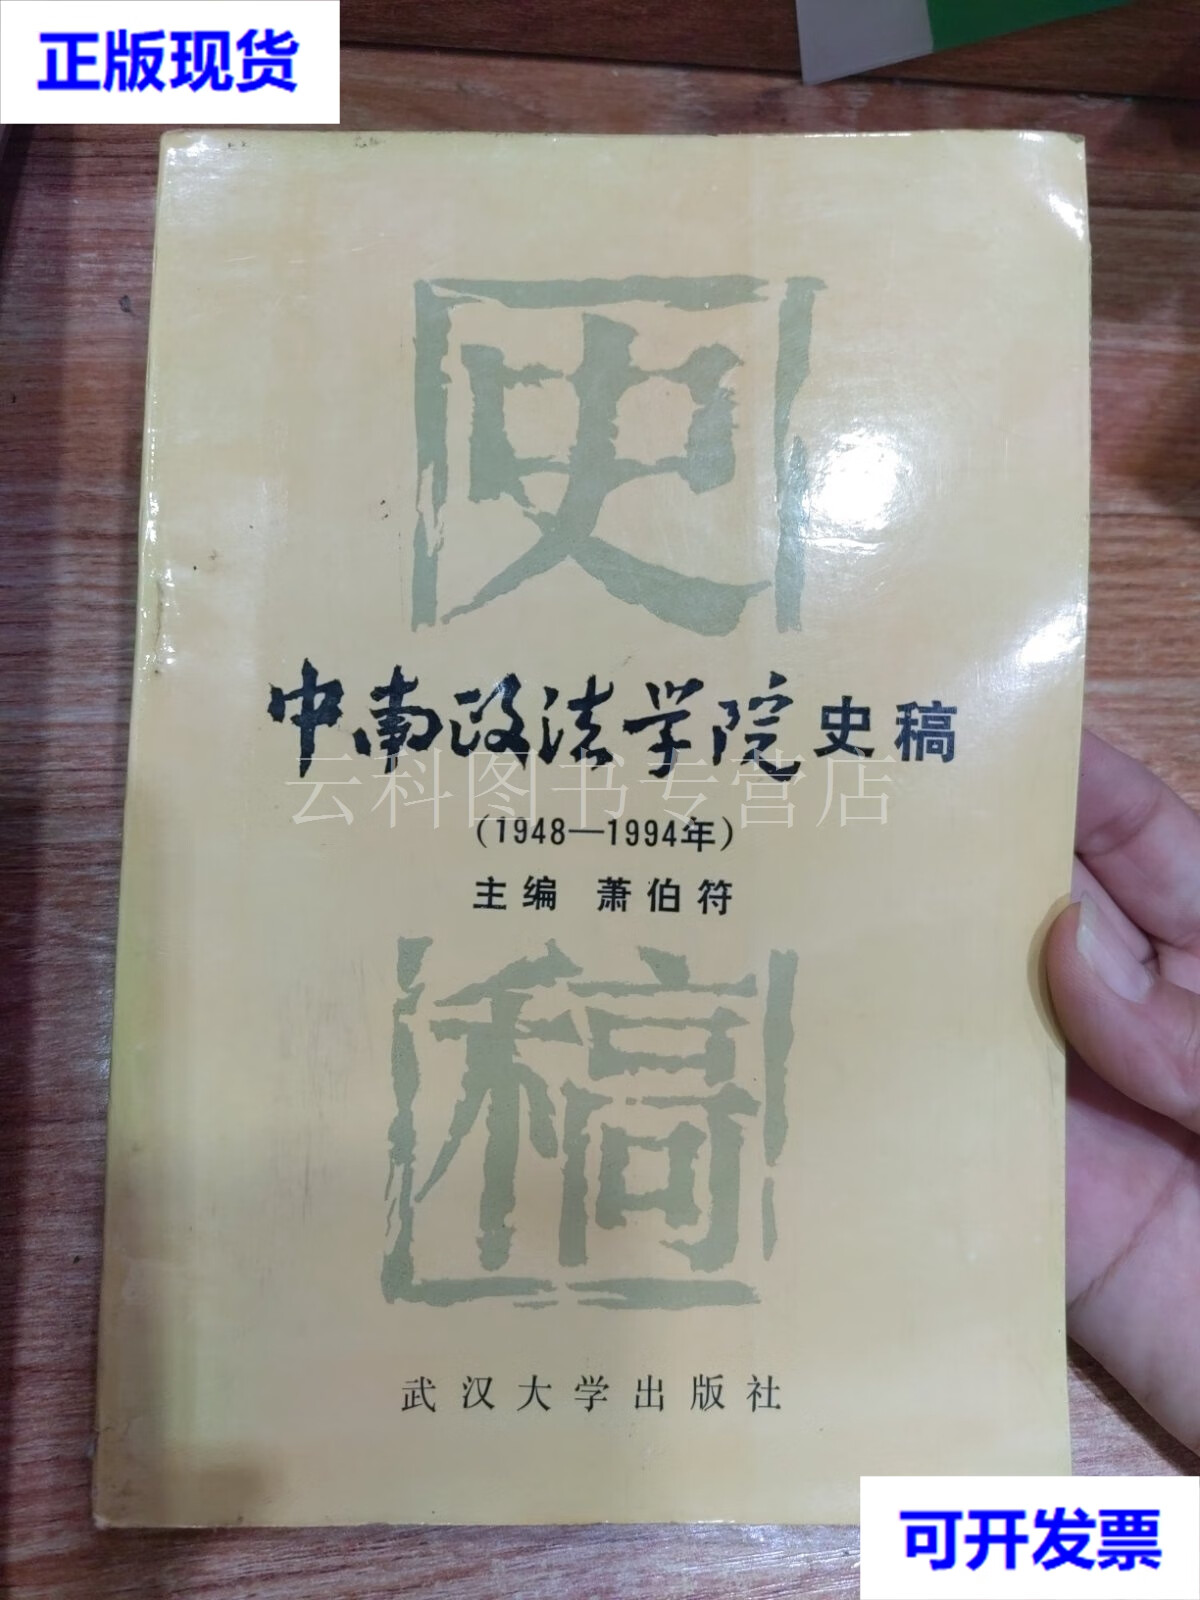 正版现货
史
中南政法学院史稿
云科图书专营店
(1948—1994年)
主编 萧伯符
稿
武汉大学出版社
可开发票